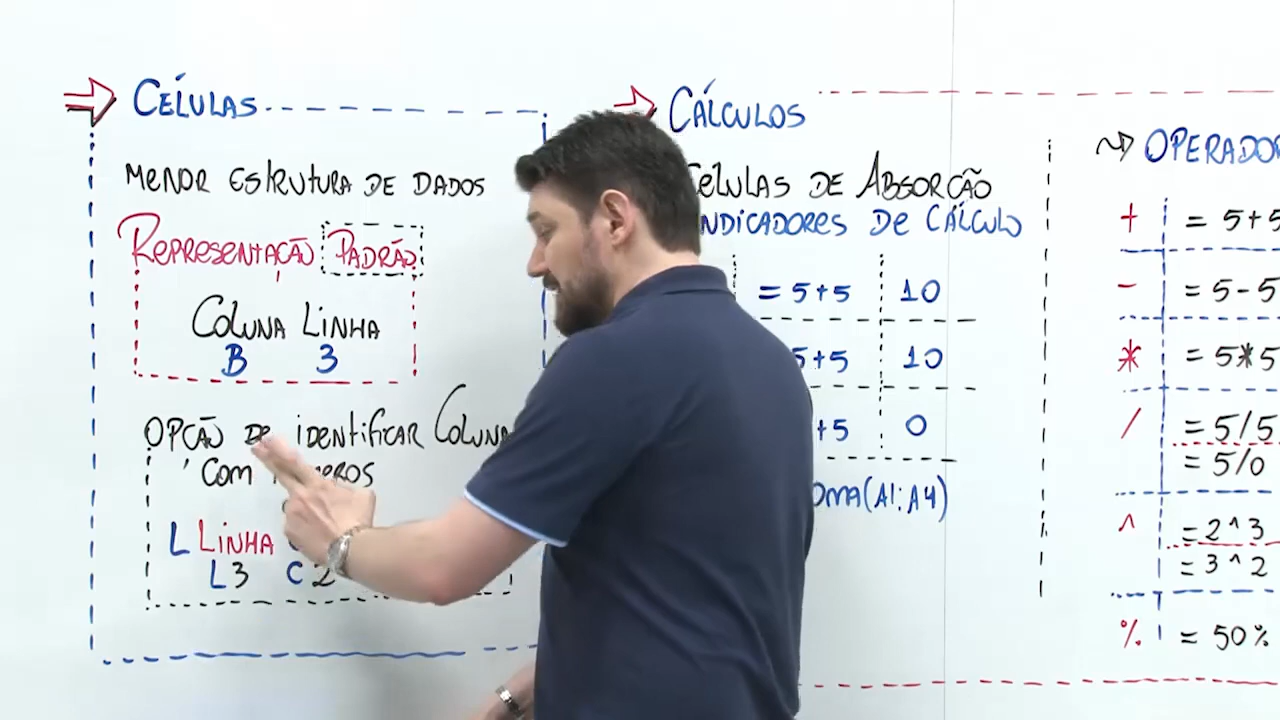 CÉLULAS
MENOR ESTRUTURA DE DADOS
REPRESENTAÇÃO PADRÃO
COLUNA LINHA
B 3
OPÇÃO DE IDENTIFICAR COLUNA
COM
L LINHA
L3 C2
CÁLCULOS
CÉLULAS DE ABSORÇÃO
INDICADORES DE CÁLCULO
= 5+5 10
5+5 10
+5 0
OMA(A1:A4)
OPERADOR
+ = 5+5
- = 5-5
* = 5*5
/ = 5/5
= 5/0
^ = 2^3
= 3^2
% = 50%